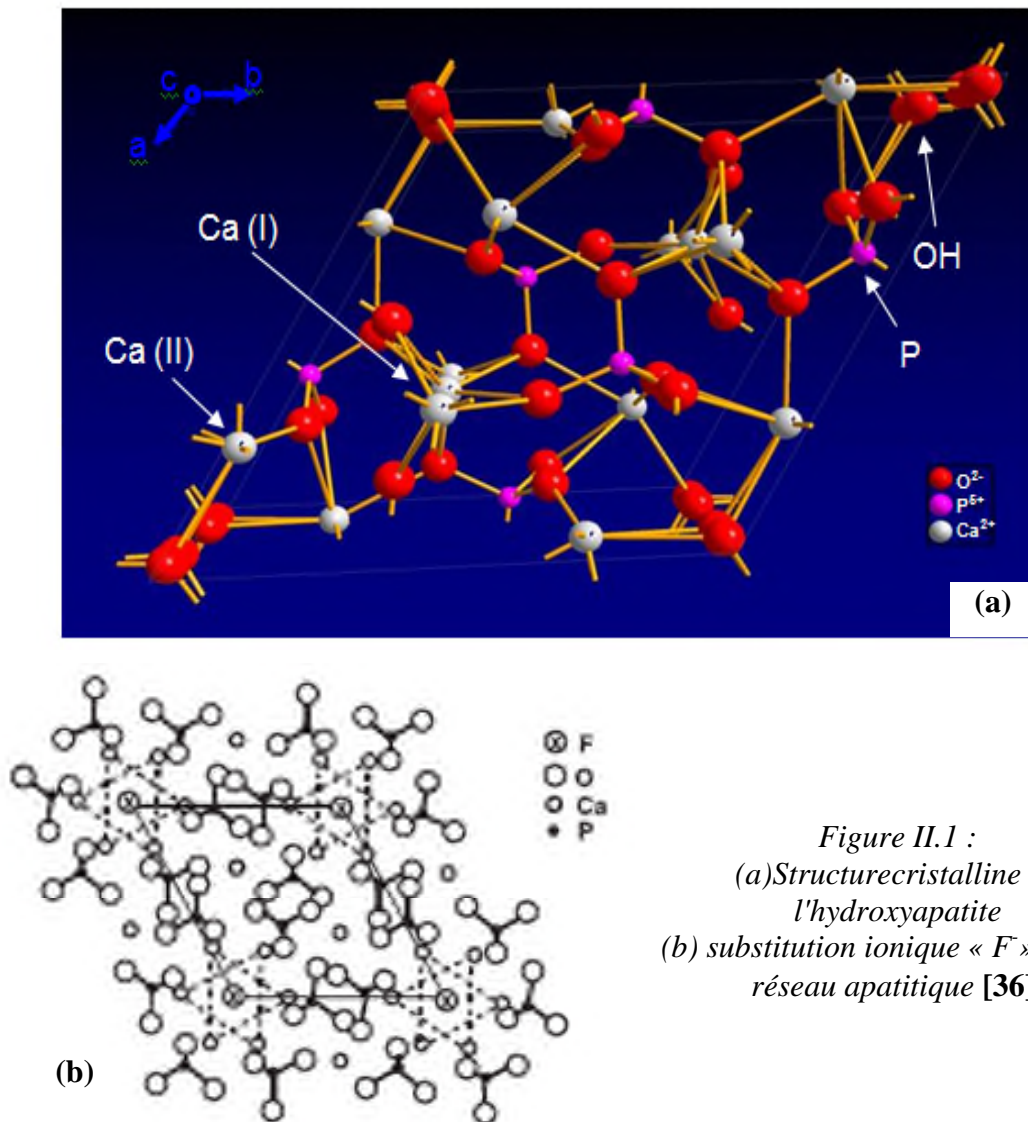 c b
a
Ca (I)
Ca (II)
OH
P
O²⁻
P⁵⁺
Ca²⁺
(a)
F
O
Ca
P
(b)
Figure II.1 :
(a)Structurecristalline
l'hydroxyapatite
(b) substitution ionique « F⁻ »
réseau apatitique [36]